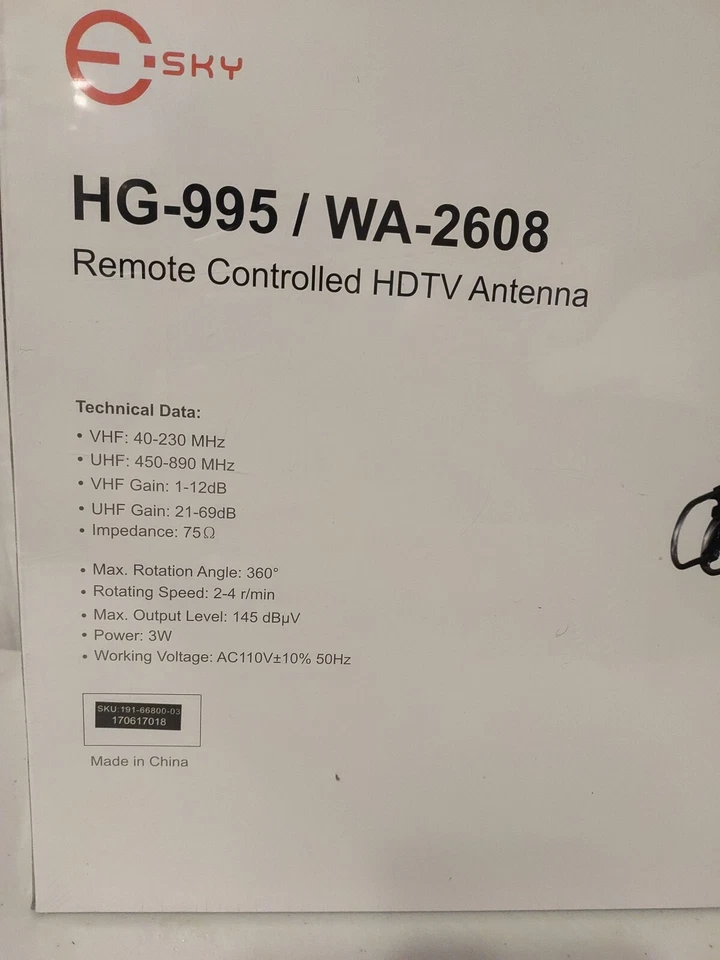 E·SKY
HG-995 / WA-2608
Remote Controlled HDTV Antenna
Technical Data:
• VHF: 40-230 MHz
• UHF: 450-890 MHz
• VHF Gain: 1-12dB
• UHF Gain: 21-69dB
• Impedance: 75Ω
• Max. Rotation Angle: 360°
• Rotating Speed: 2-4 r/min
• Max. Output Level: 145 dBµV
• Power: 3W
• Working Voltage: AC110V±10% 50Hz
SKU:191-66800-03
170617018
Made in China